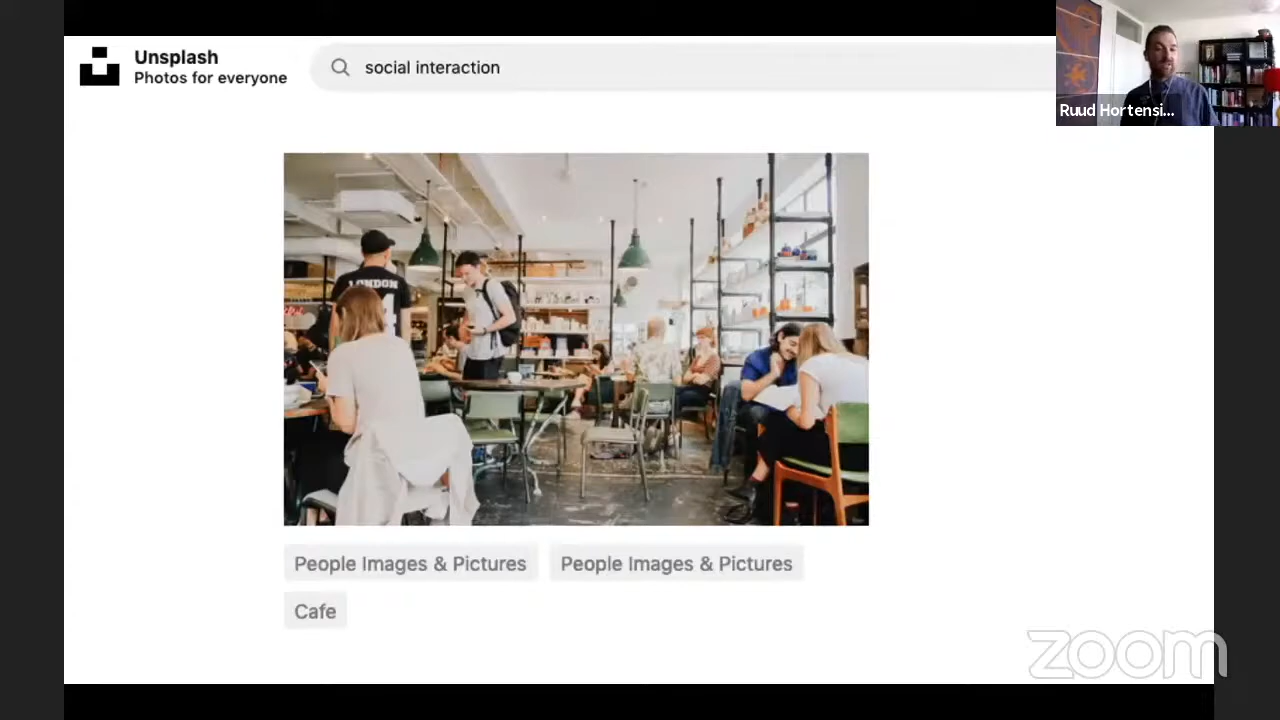 Unsplash
Photos for everyone
social interaction
Ruud Hortensi...
LONDON
People Images & Pictures
People Images & Pictures
Cafe
zoom